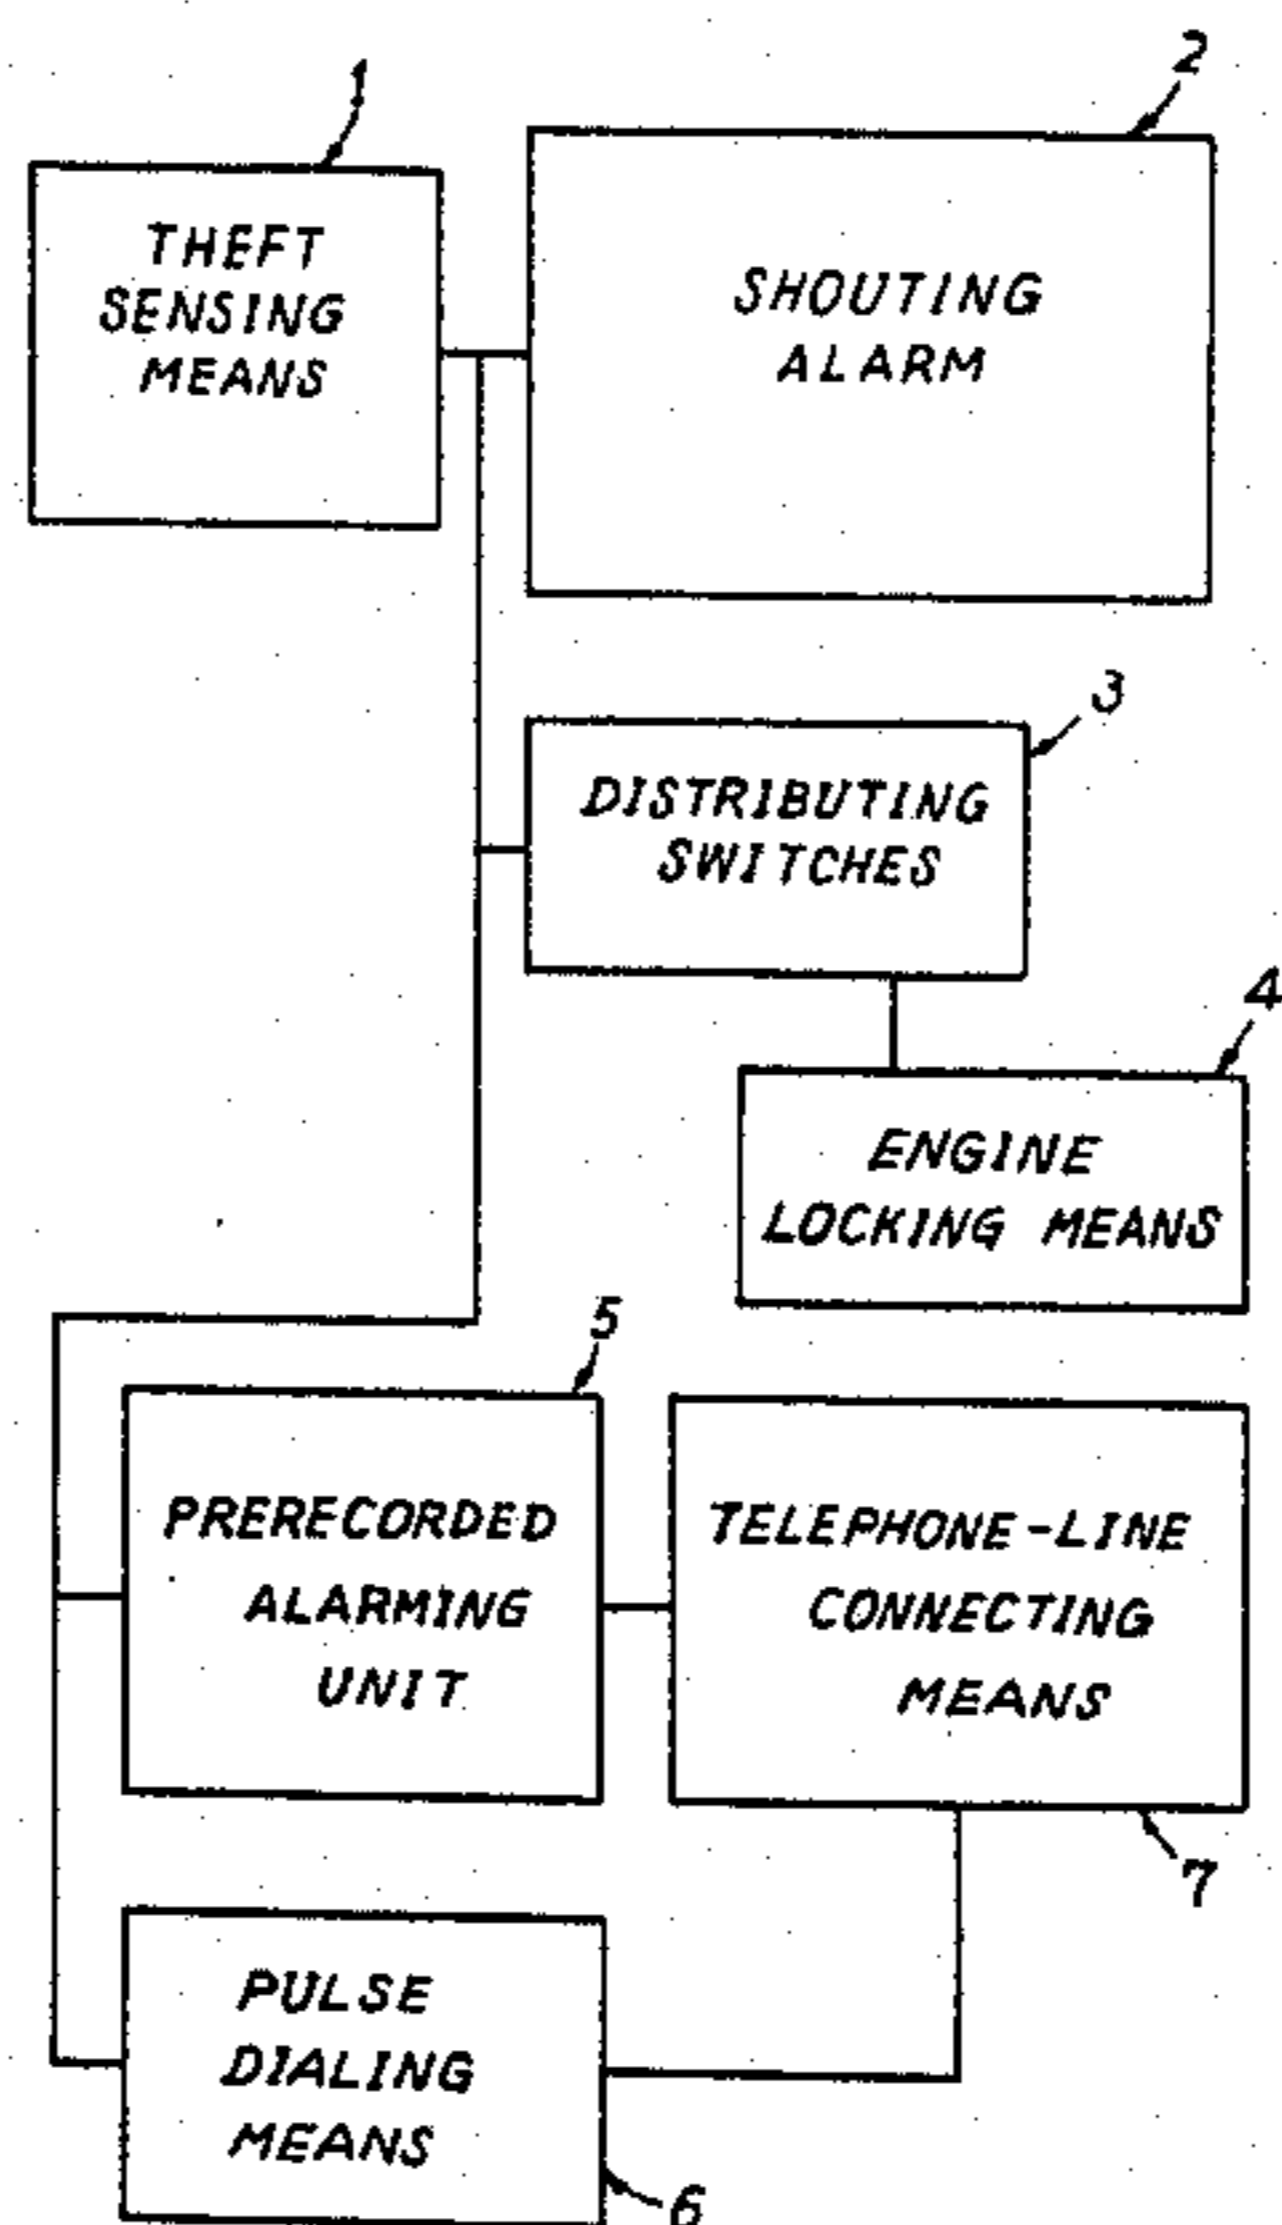 1
THEFT
SENSING
MEANS
2
SHOUTING
ALARM
3
DISTRIBUTING
SWITCHES
4
ENGINE
LOCKING MEANS
5
PRERECORDED
ALARMING
UNIT
TELEPHONE-LINE
CONNECTING
MEANS
7
PULSE
DIALING
MEANS
6